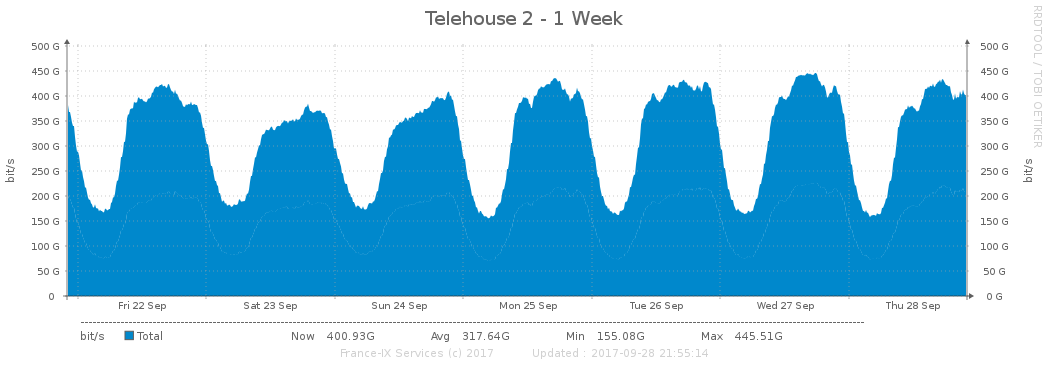 Telehouse 2 - 1 Week
RRDTOOL / TOBI OETIKER
500 G 500 G
450 G 450 G
400 G 400 G
350 G 350 G
300 G 300 G
250 G 250 G
200 G 200 G
150 G 150 G
100 G 100 G
50 G 50 G
0 0 G
bit/s
bit/s
Fri 22 Sep Sat 23 Sep Sun 24 Sep Mon 25 Sep Tue 26 Sep Wed 27 Sep Thu 28 Sep
bit/s Total Now 400.93G Avg 317.64G Min 155.08G Max 445.51G
France-IX Services (c) 2017 Updated : 2017-09-28 21:55:14